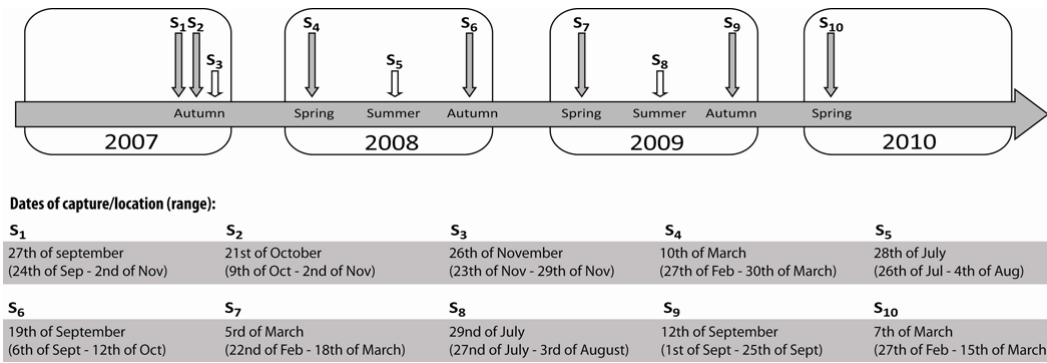 S1 S2 S3 S4 S5 S6 S7 S8 S9 S10
Autumn Spring Summer Autumn Spring Summer Autumn Spring
2007 2008 2009 2010
Dates of capture/location (range):
S1 S2 S3 S4 S5
27th of september 21st of October 26th of November 10th of March 28th of July
(24th of Sep - 2nd of Nov) (9th of Oct - 2nd of Nov) (23th of Nov - 29th of Nov) (27th of Feb - 30th of March) (26th of Jul - 4th of Aug)
S6 S7 S8 S9 S10
19th of September 5rd of March 29nd of July 12th of September 7th of March
(6th of Sept - 12th of Oct) (22nd of Feb - 18th of March) (27nd of July - 3rd of August) (1st of Sept - 25th of Sept) (27th of Feb - 15th of March